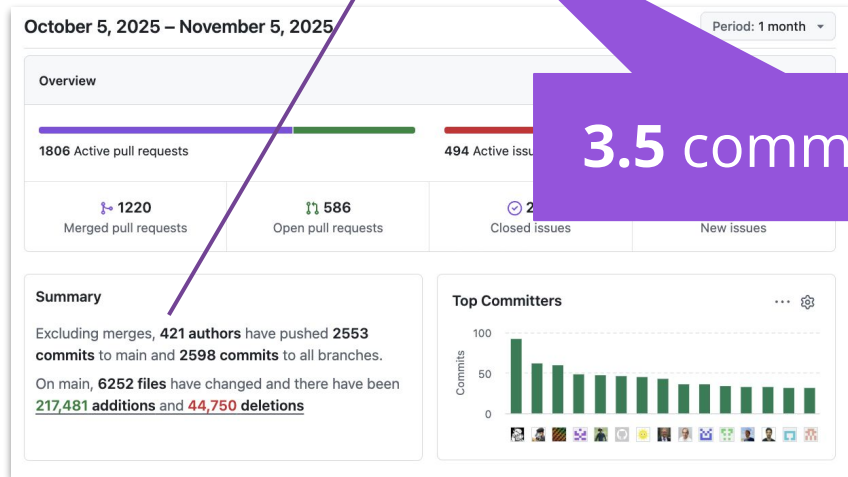 October 5, 2025 – November 5, 2025
Period: 1 month
Overview
3.5 comm
1806 Active pull requests
494 Active issu
1220
Merged pull requests
586
Open pull requests
2
Closed issues
New issues
Summary
Excluding merges, 421 authors have pushed 2553
commits to main and 2598 commits to all branches.
On main, 6252 files have changed and there have been
217,481 additions and 44,750 deletions
Top Committers
Commits
100
50
0